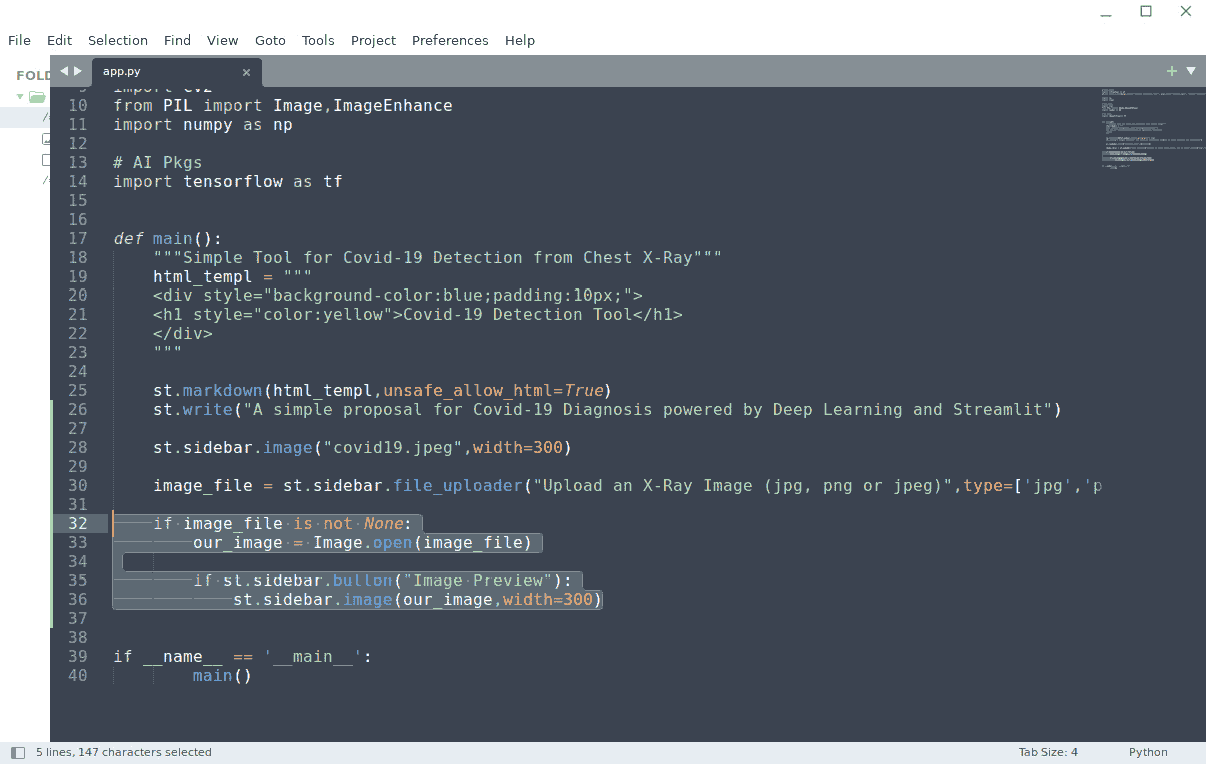 File Edit Selection Find View Goto Tools Project Preferences Help
FOLD
app.py
9 import cv2
10 from PIL import Image,ImageEnhance
11 import numpy as np
12
13 # AI Pkgs
14 import tensorflow as tf
15
16
17 def main():
18 """Simple Tool for Covid-19 Detection from Chest X-Ray"""
19 html_templ = """
20 <div style="background-color:blue;padding:10px;">
21 <h1 style="color:yellow">Covid-19 Detection Tool</h1>
22 </div>
23 """
24
25 st.markdown(html_templ,unsafe_allow_html=True)
26 st.write("A simple proposal for Covid-19 Diagnosis powered by Deep Learning and Streamlit")
27
28 st.sidebar.image("covid19.jpeg",width=300)
29
30 image_file = st.sidebar.file_uploader("Upload an X-Ray Image (jpg, png or jpeg)",type=['jpg','p
31
32 if image_file is not None:
33 our_image = Image.open(image_file)
34
35 if st.sidebar.button("Image Preview"):
36 st.sidebar.image(our_image,width=300)
37
38
39 if __name__ == '__main__':
40 main()
5 lines, 147 characters selected Tab Size: 4 Python